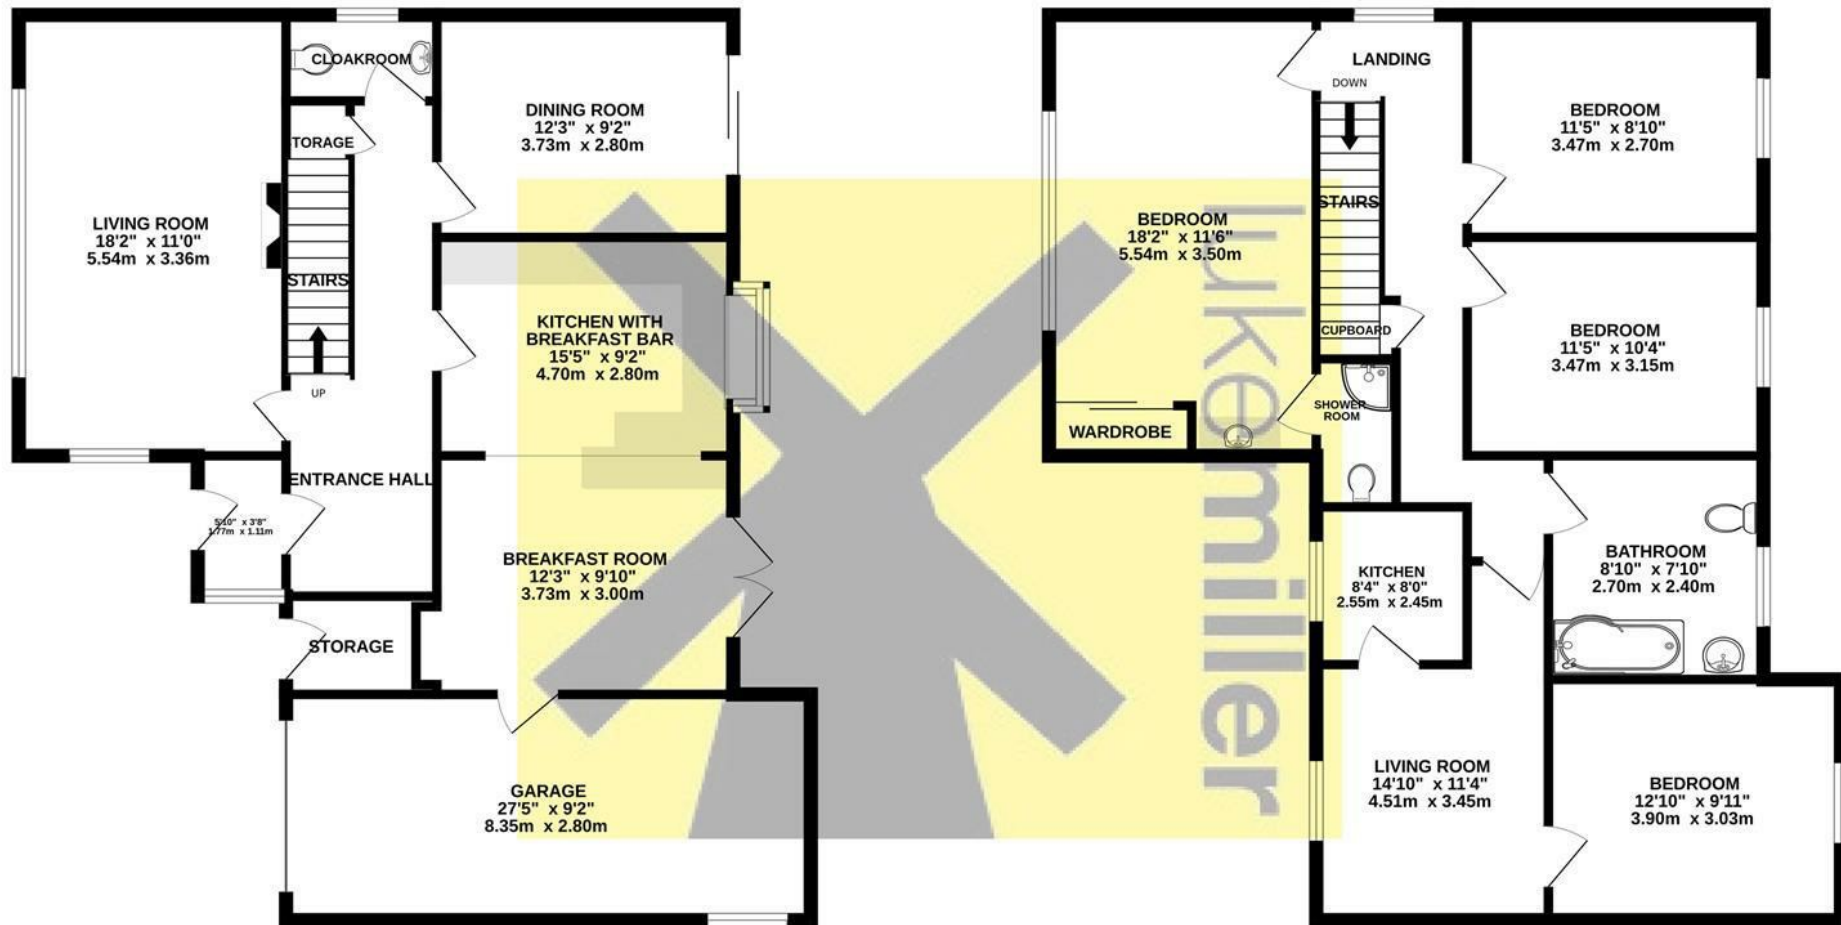 CLOAKROOM
DINING ROOM
12'3" x 9'2"
3.73m x 2.80m
STORAGE
LIVING ROOM
18'2" x 11'0"
5.54m x 3.36m
STAIRS
UP
KITCHEN WITH
BREAKFAST BAR
15'5" x 9'2"
4.70m x 2.80m
ENTRANCE HALL
5'10" x 3'8"
1.77m x 1.11m
BREAKFAST ROOM
12'3" x 9'10"
3.73m x 3.00m
STORAGE
GARAGE
27'5" x 9'2"
8.35m x 2.80m
LANDING
DOWN
BEDROOM
11'5" x 8'10"
3.47m x 2.70m
STAIRS
BEDROOM
18'2" x 11'6"
5.54m x 3.50m
CUPBOARD
BEDROOM
11'5" x 10'4"
3.47m x 3.15m
SHOWER
ROOM
WARDROBE
KITCHEN
8'4" x 8'0"
2.55m x 2.45m
BATHROOM
8'10" x 7'10"
2.70m x 2.40m
LIVING ROOM
14'10" x 11'4"
4.51m x 3.45m
BEDROOM
12'10" x 9'11"
3.90m x 3.03m
lukemiller